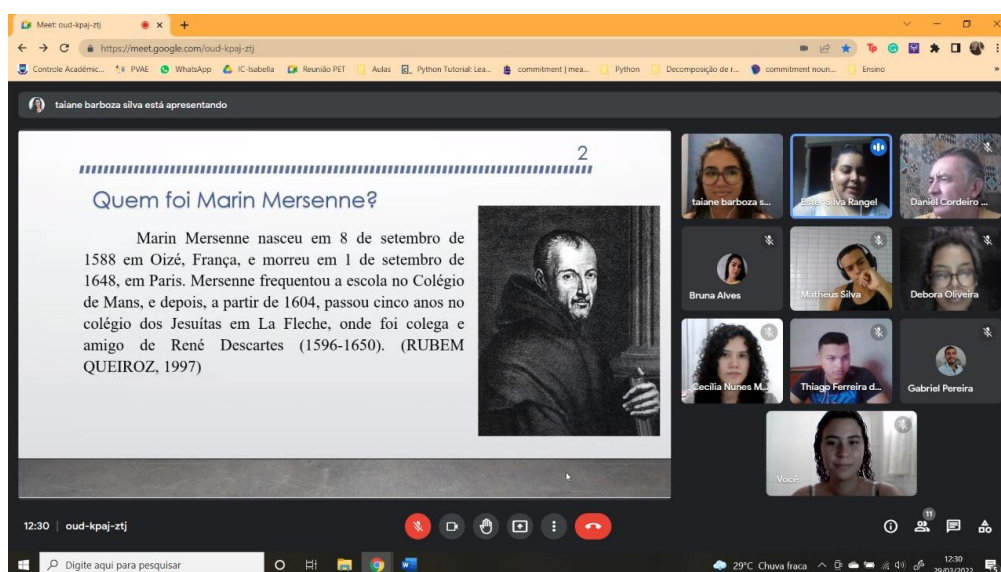 Meet: oud-kpaj-ztj
https://meet.google.com/oud-kpaj-ztj
Controle Acadêmic... PVAE WhatsApp IC-Isabella Reunião PET Aulas Python Tutorial: Lea... commitment | mea... Python Decomposição de r... commitment noun... Ensino
taiane barboza silva está apresentando
2
Quem foi Marin Mersenne?
Marin Mersenne nasceu em 8 de setembro de
1588 em Oizé, França, e morreu em 1 de setembro de
1648, em Paris. Mersenne frequentou a escola no Colégio
de Mans, e depois, a partir de 1604, passou cinco anos no
colégio dos Jesuítas em La Fleche, onde foi colega e
amigo de René Descartes (1596-1650). (RUBEM
QUEIROZ, 1997)
taiane barboza s...
Ester Silva Rangel
Daniel Cordeiro ...
Bruna Alves
Matheus Silva
Debora Oliveira
Cecília Nunes M...
Thiago Ferreira d...
Gabriel Pereira
Você
12:30 | oud-kpaj-ztj
11
Digite aqui para pesquisar
29°C Chuva fraca
12:30
29/03/2022